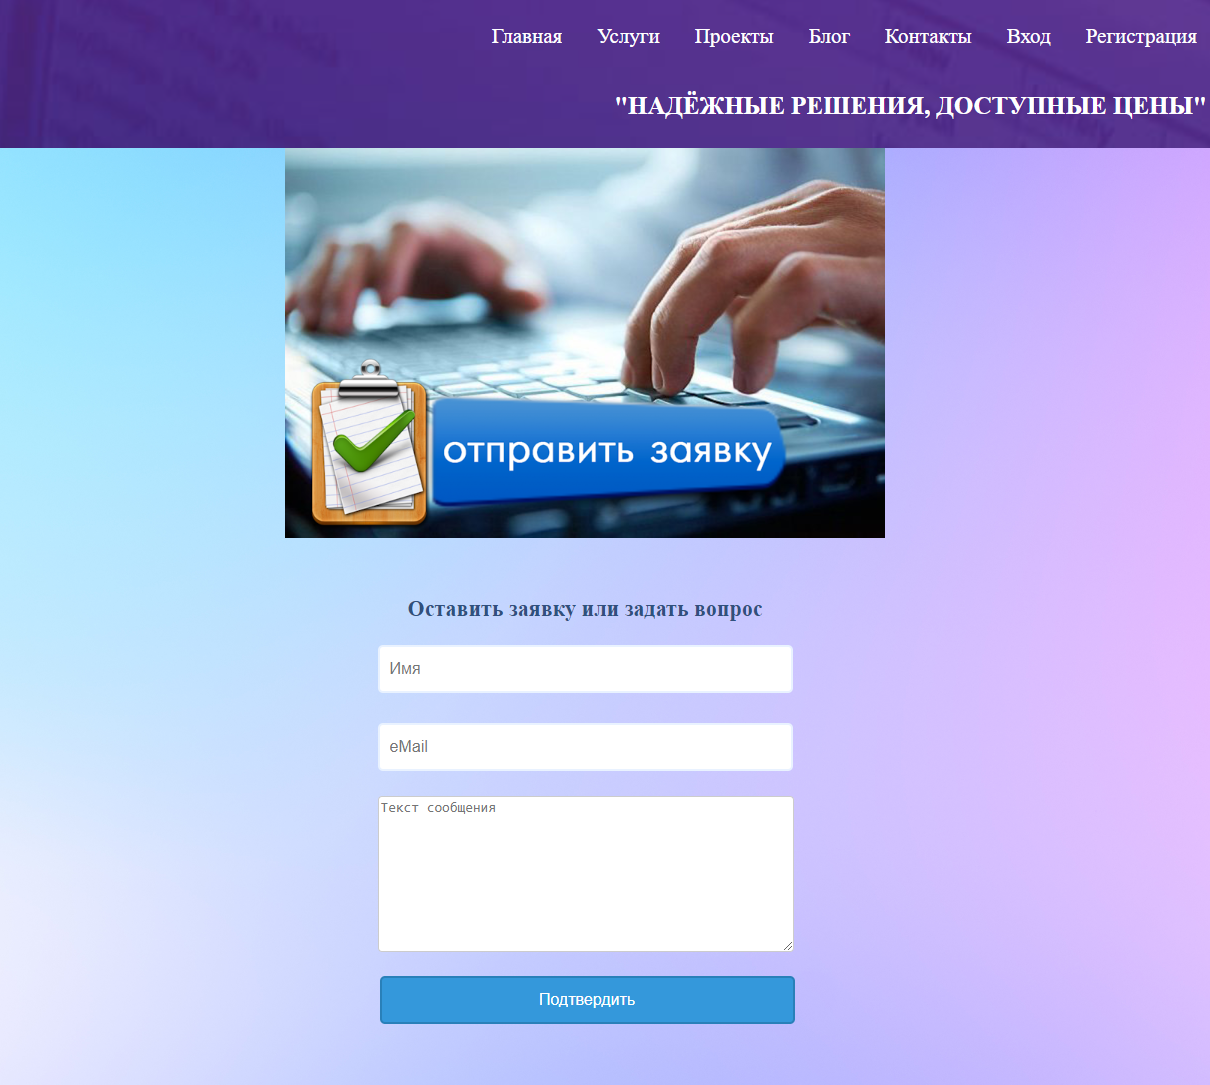 Главная Услуги Проекты Блог Контакты Вход Регистрация
"НАДЁЖНЫЕ РЕШЕНИЯ, ДОСТУПНЫЕ ЦЕНЫ"
отправить заявку
Оставить заявку или задать вопрос
Имя
eMail
Текст сообщения
Подтвердить